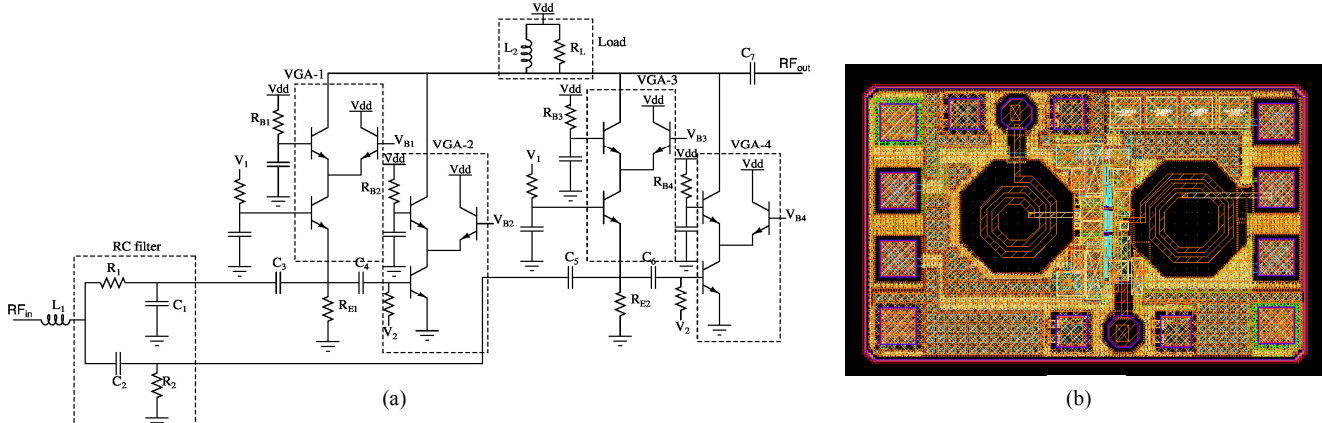 Vdd
L2
RL
Load
C7
RFout
VGA-1
Vdd
RB1
Vdd
VB1
V1
VGA-2
Vdd
RB2
Vdd
VB2
VGA-3
Vdd
RB3
Vdd
VB3
V1
VGA-4
Vdd
RB4
Vdd
VB4
RC filter
R1
C1
L1
RFin
C2
R2
C3
C4
RE1
V2
C5
C6
RE2
V2
(a)
(b)